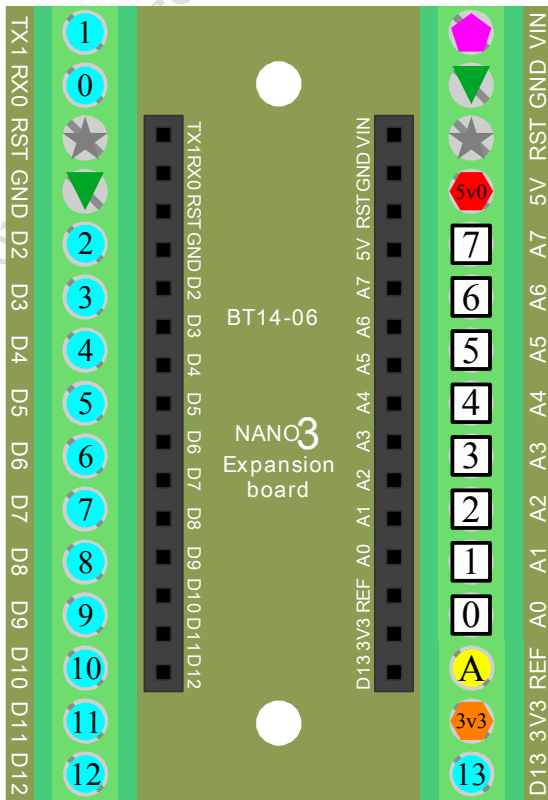 TX1 1 VIN
RX0 0 GND
RST RST
GND 5v0 5V
D2 2 7 A7
D3 3 6 A6
D4 4 5 A5
D5 5 4 A4
D6 6 3 A3
D7 7 2 A2
D8 8 1 A1
D9 9 0 A0
D10 10 A REF
D11 11 3v3 3V3
D12 12 13 D13
TX1 RX0 RST GND D2 D3 D4 D5 D6 D7 D8 D9 D10 D11 D12
BT14-06
NANO 3
Expansion
board
VIN GND RST 5V A7 A6 A5 A4 A3 A2 A1 A0 REF 3V3 D13